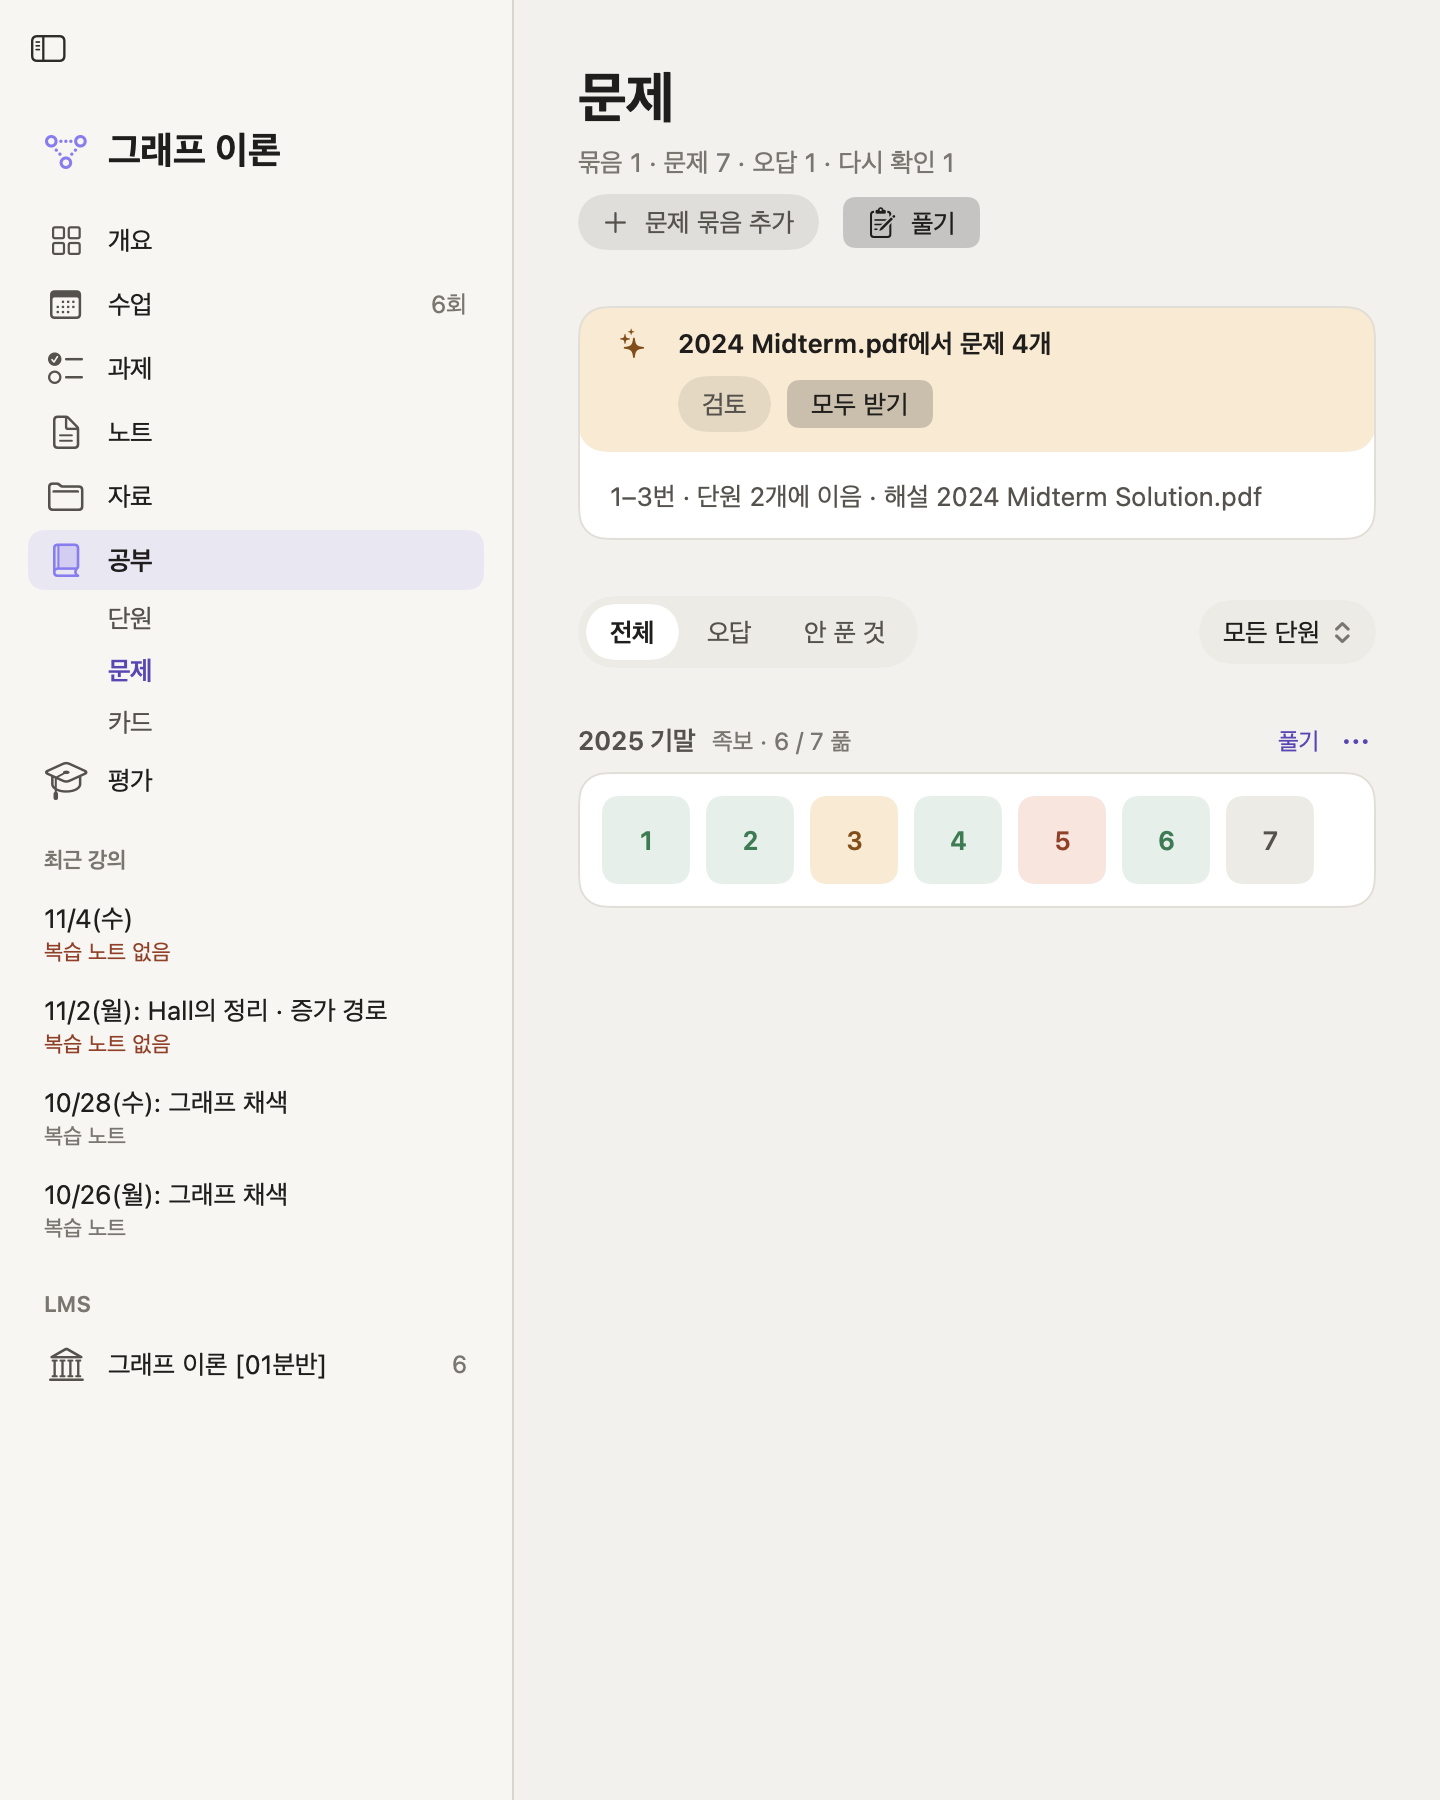 그래프 이론
개요
수업 6회
과제
노트
자료
공부
단원
문제
카드
평가
최근 강의
11/4(수)
복습 노트 없음
11/2(월): Hall의 정리 · 증가 경로
복습 노트 없음
10/28(수): 그래프 채색
복습 노트
10/26(월): 그래프 채색
복습 노트
LMS
그래프 이론 [01분반] 6
문제
묶음 1 · 문제 7 · 오답 1 · 다시 확인 1
문제 묶음 추가 풀기
2024 Midterm.pdf에서 문제 4개
검토 모두 받기
1–3번 · 단원 2개에 이음 · 해설 2024 Midterm Solution.pdf
전체 오답 안 푼 것 모든 단원
2025 기말 족보 · 6 / 7 풂 풀기
1 2 3 4 5 6 7